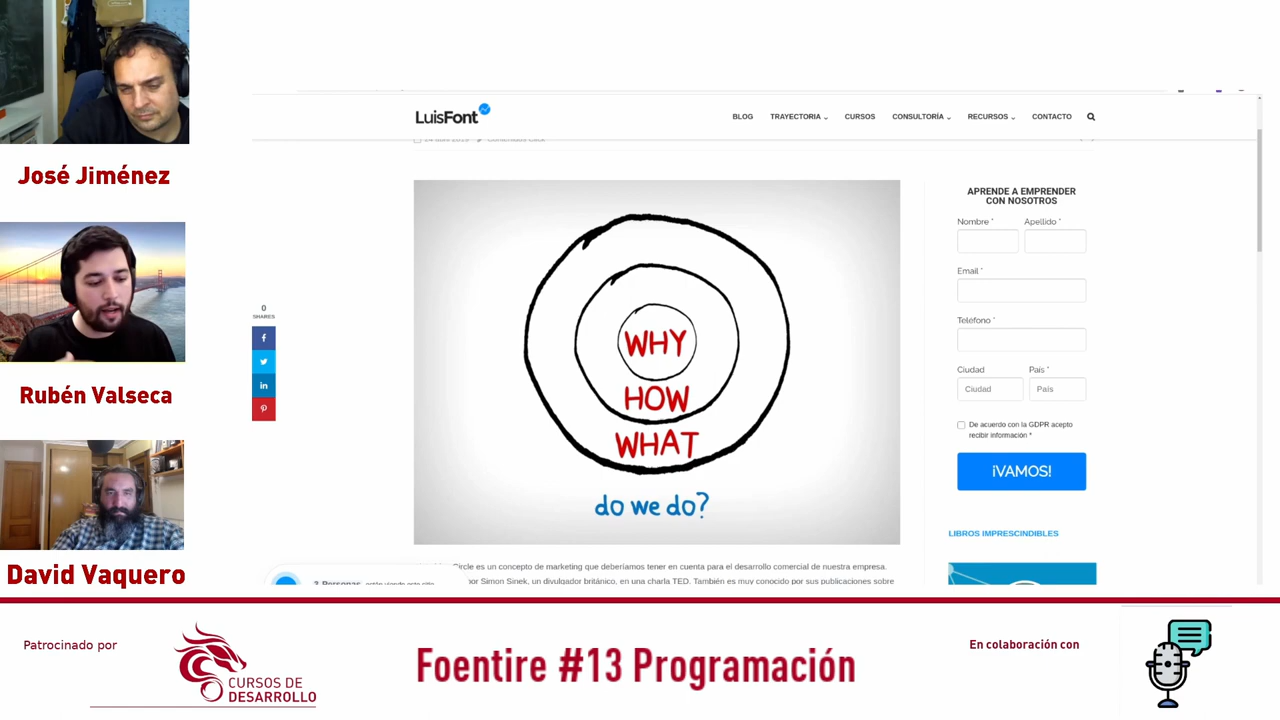 José Jiménez
Rubén Valseca
David Vaquero
LuisFont
BLOG TRAYECTORIA CURSOS CONSULTORÍA RECURSOS CONTACTO
0
SHARES
WHY
HOW
WHAT
do we do?
APRENDE A EMPRENDER
CON NOSOTROS
Nombre * Apellido *
Email *
Teléfono *
Ciudad País *
Ciudad País
De acuerdo con la GDPR acepto
recibir información *
¡VAMOS!
LIBROS IMPRESCINDIBLES
Circle es un concepto de marketing que deberíamos tener en cuenta para el desarrollo comercial de nuestra empresa.
por Simon Sinek, un divulgador británico, en una charla TED. También es muy conocido por sus publicaciones sobre
Patrocinado por
CURSOS DE
DESARROLLO
Foentire #13 Programación
En colaboración con